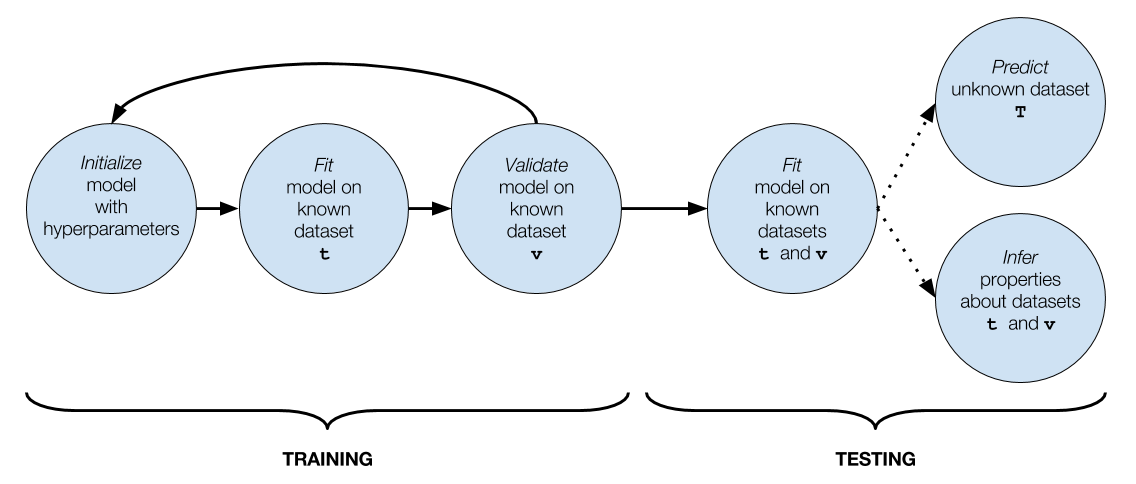 Initialize
model
with
hyperparameters
Fit
model on
known
dataset
t
Validate
model on
known
dataset
v
Fit
model on
known
datasets
t and v
Predict
unknown dataset
T
Infer
properties
about datasets
t and v
TRAINING
TESTING